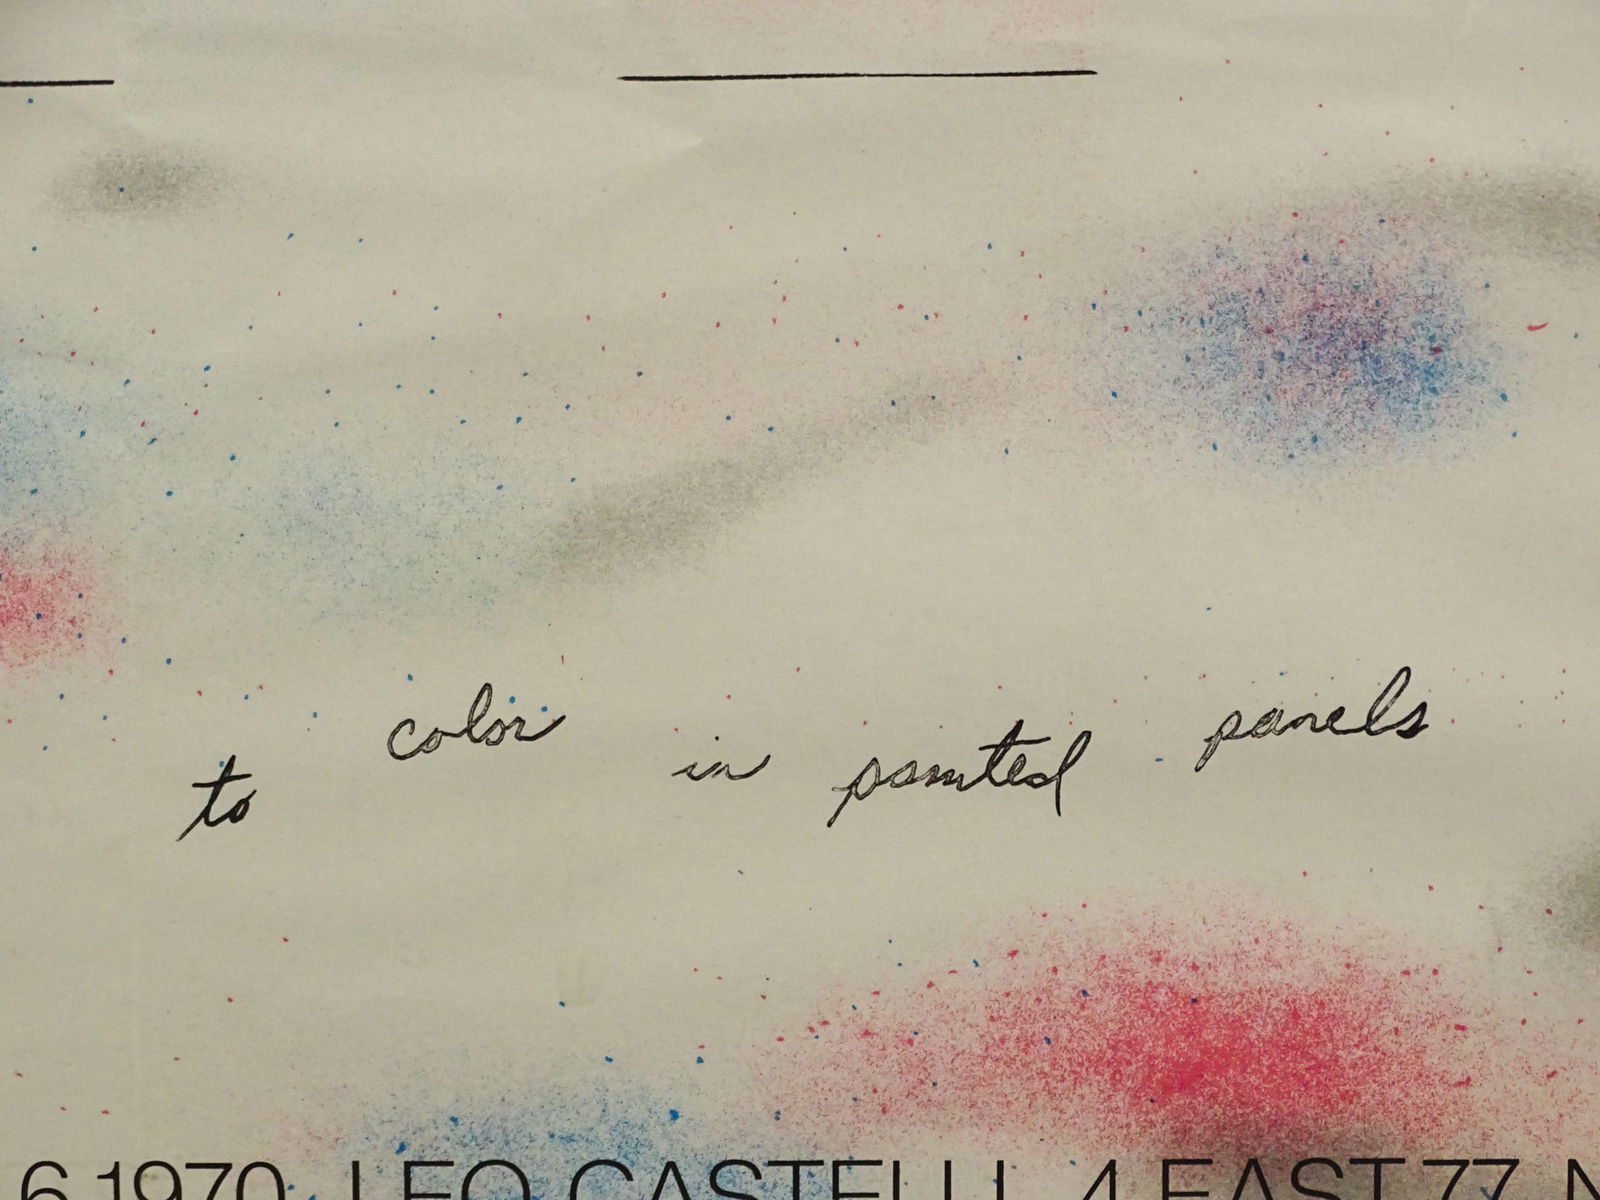 to color in painted panels
6 1970 LEO CASTELLI 4 EAST 77 N